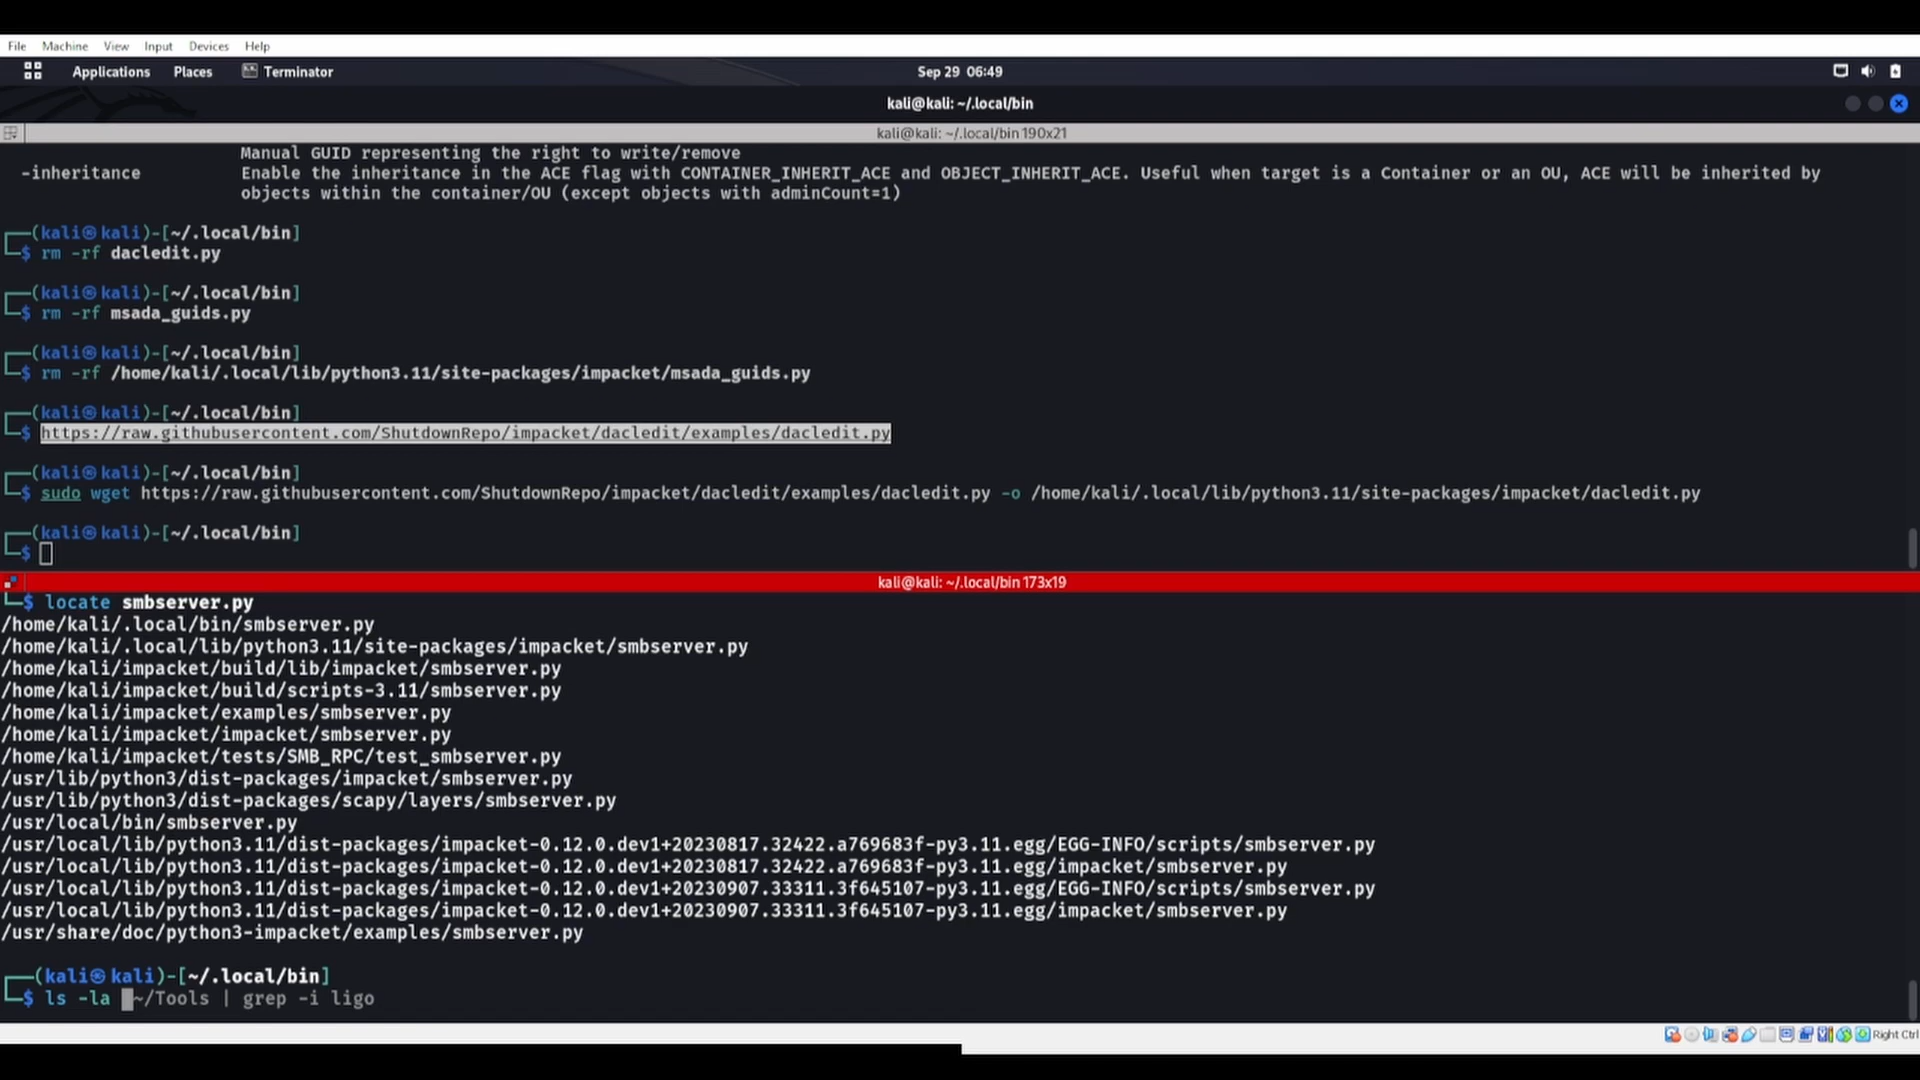 File Machine View Input Devices Help
Applications Places Terminator Sep 29 06:49
kali@kali: ~/.local/bin
kali@kali: ~/.local/bin 190x21
Manual GUID representing the right to write/remove
-inheritance Enable the inheritance in the ACE flag with CONTAINER_INHERIT_ACE and OBJECT_INHERIT_ACE. Useful when target is a Container or an OU, ACE will be inherited by
objects within the container/OU (except objects with adminCount=1)
┌──(kali㉿kali)-[~/.local/bin]
└─$ rm -rf dacledit.py
┌──(kali㉿kali)-[~/.local/bin]
└─$ rm -rf msada_guids.py
┌──(kali㉿kali)-[~/.local/bin]
└─$ rm -rf /home/kali/.local/lib/python3.11/site-packages/impacket/msada_guids.py
┌──(kali㉿kali)-[~/.local/bin]
└─$ https://raw.githubusercontent.com/ShutdownRepo/impacket/dacledit/examples/dacledit.py
┌──(kali㉿kali)-[~/.local/bin]
└─$ sudo wget https://raw.githubusercontent.com/ShutdownRepo/impacket/dacledit/examples/dacledit.py -o /home/kali/.local/lib/python3.11/site-packages/impacket/dacledit.py
┌──(kali㉿kali)-[~/.local/bin]
└─$
kali@kali: ~/.local/bin 173x19
└─$ locate smbserver.py
/home/kali/.local/bin/smbserver.py
/home/kali/.local/lib/python3.11/site-packages/impacket/smbserver.py
/home/kali/impacket/build/lib/impacket/smbserver.py
/home/kali/impacket/build/scripts-3.11/smbserver.py
/home/kali/impacket/examples/smbserver.py
/home/kali/impacket/impacket/smbserver.py
/home/kali/impacket/tests/SMB_RPC/test_smbserver.py
/usr/lib/python3/dist-packages/impacket/smbserver.py
/usr/lib/python3/dist-packages/scapy/layers/smbserver.py
/usr/local/bin/smbserver.py
/usr/local/lib/python3.11/dist-packages/impacket-0.12.0.dev1+20230817.32422.a769683f-py3.11.egg/EGG-INFO/scripts/smbserver.py
/usr/local/lib/python3.11/dist-packages/impacket-0.12.0.dev1+20230817.32422.a769683f-py3.11.egg/impacket/smbserver.py
/usr/local/lib/python3.11/dist-packages/impacket-0.12.0.dev1+20230907.33311.3f645107-py3.11.egg/EGG-INFO/scripts/smbserver.py
/usr/local/lib/python3.11/dist-packages/impacket-0.12.0.dev1+20230907.33311.3f645107-py3.11.egg/impacket/smbserver.py
/usr/share/doc/python3-impacket/examples/smbserver.py
┌──(kali㉿kali)-[~/.local/bin]
└─$ ls -la ~/Tools | grep -i ligo
Right Ctrl